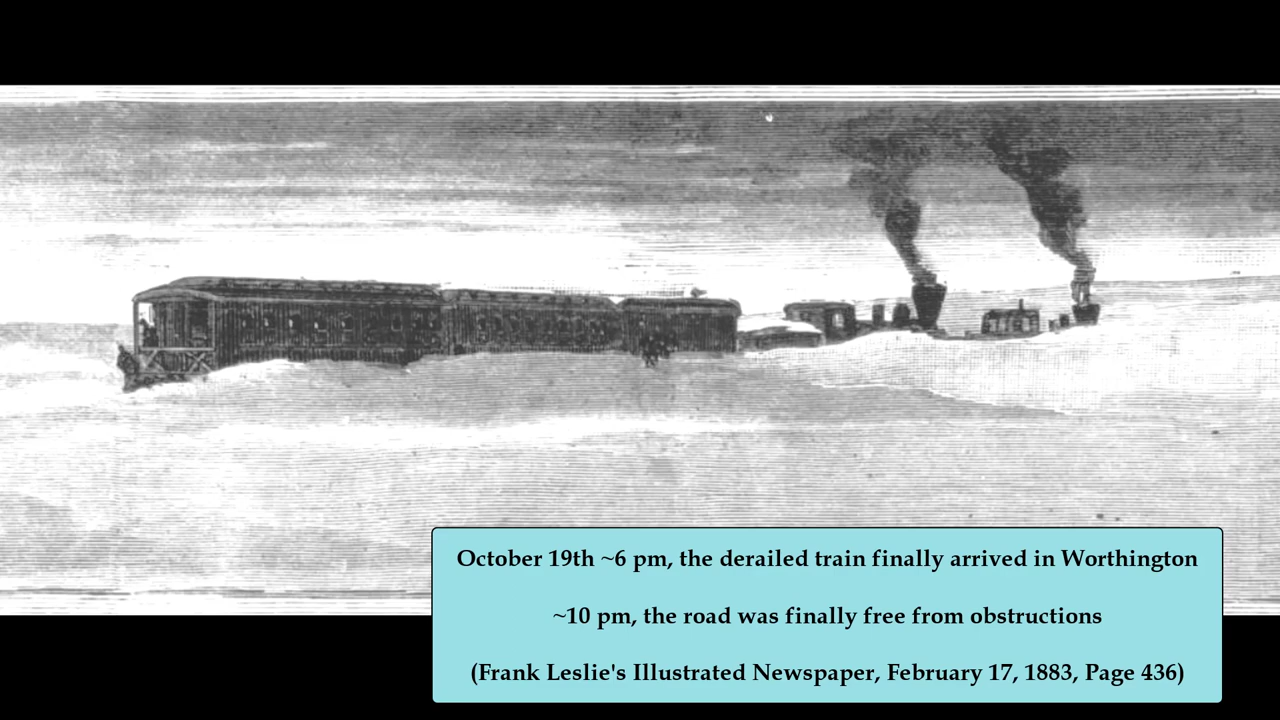 October 19th ~6 pm, the derailed train finally arrived in Worthington
~10 pm, the road was finally free from obstructions
(Frank Leslie's Illustrated Newspaper, February 17, 1883, Page 436)